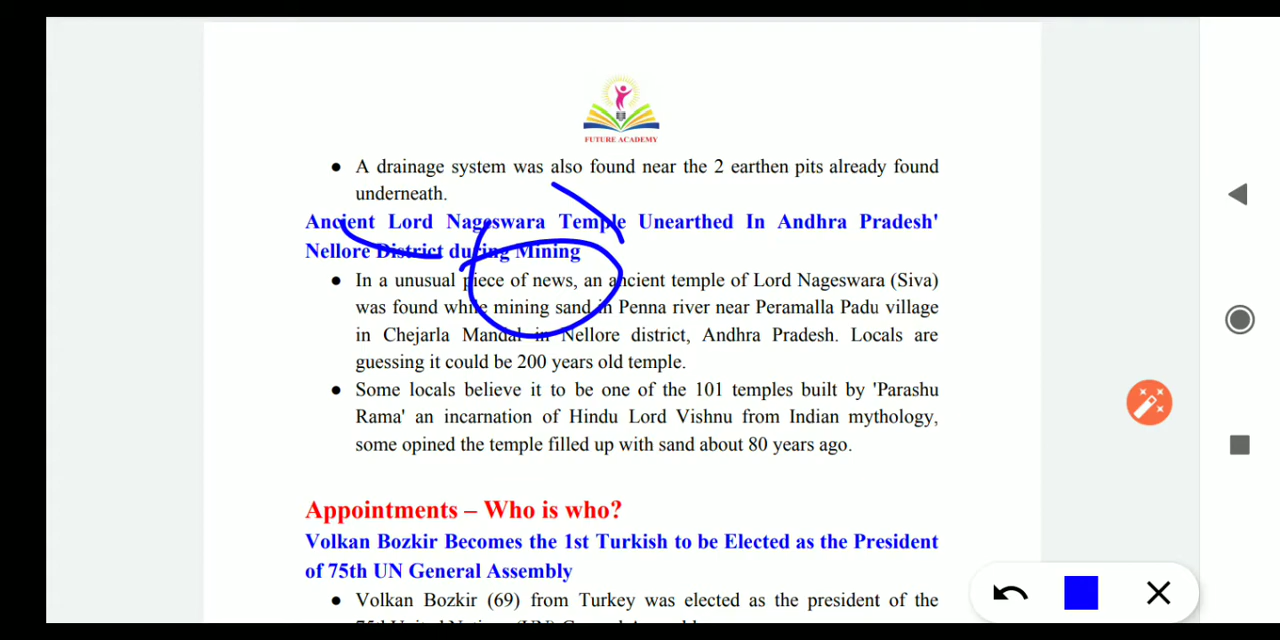 FUTURE ACADEMY
● A drainage system was also found near the 2 earthen pits already found
underneath.
Ancient Lord Nageswara Temple Unearthed In Andhra Pradesh'
Nellore District during Mining
● In a unusual piece of news, an ancient temple of Lord Nageswara (Siva)
was found while mining sand in Penna river near Peramalla Padu village
in Chejarla Mandal in Nellore district, Andhra Pradesh. Locals are
guessing it could be 200 years old temple.
● Some locals believe it to be one of the 101 temples built by 'Parashu
Rama' an incarnation of Hindu Lord Vishnu from Indian mythology,
some opined the temple filled up with sand about 80 years ago.
Appointments – Who is who?
Volkan Bozkir Becomes the 1st Turkish to be Elected as the President
of 75th UN General Assembly
● Volkan Bozkir (69) from Turkey was elected as the president of the